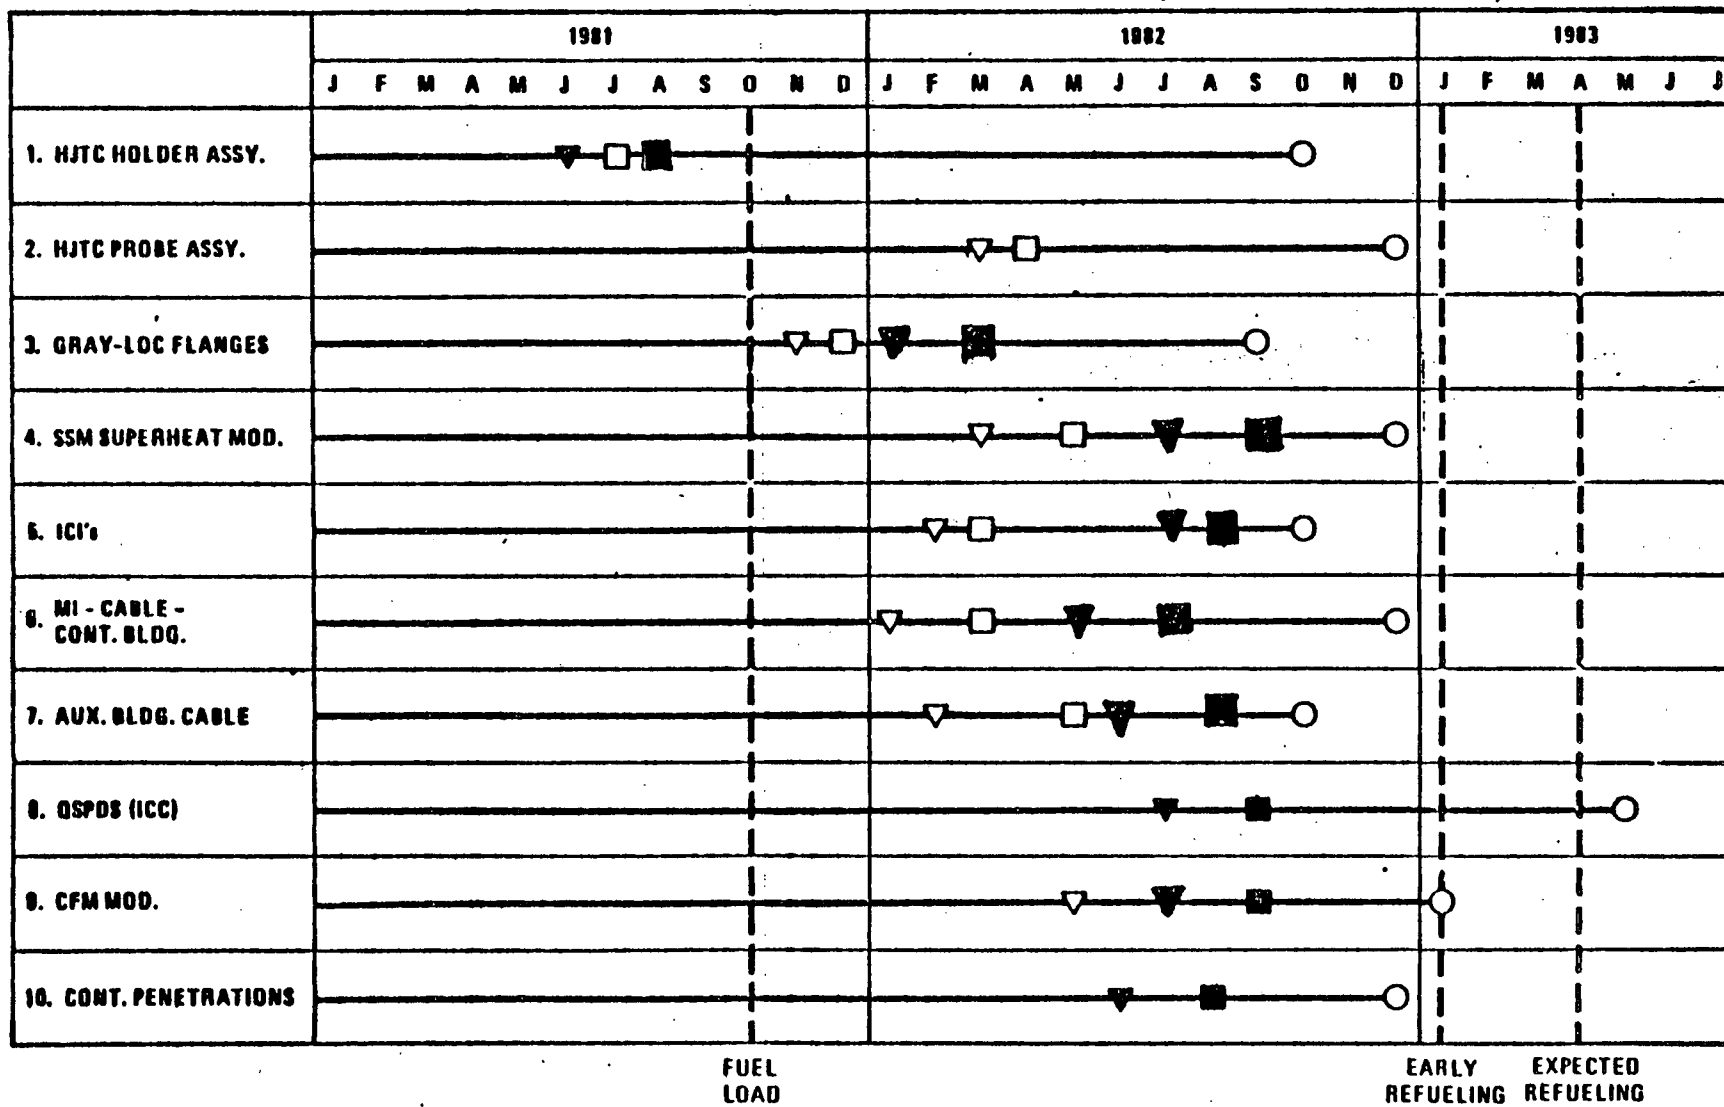 1981 1982 1983
J F M A M J J A S O N D J F M A M J J A S O N D J F M A M J J
1. HJTC HOLDER ASSY.
2. HJTC PROBE ASSY.
3. GRAY-LOC FLANGES
4. SSM SUPERHEAT MOD.
5. ICI's
6. MI - CABLE -
CONT. BLDG.
7. AUX. BLDG. CABLE
8. QSPDS (ICC)
9. CFM MOD.
10. CONT. PENETRATIONS
FUEL
LOAD
EARLY
REFUELING
EXPECTED
REFUELING